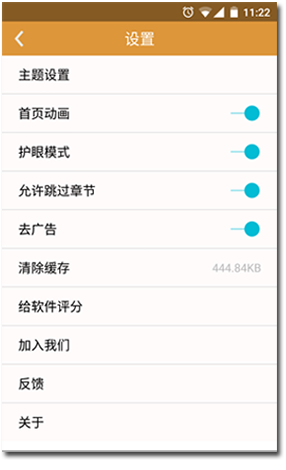 11:22
设置
主题设置
首页动画
护眼模式
允许跳过章节
去广告
清除缓存 444.84KB
给软件评分
加入我们
反馈
关于